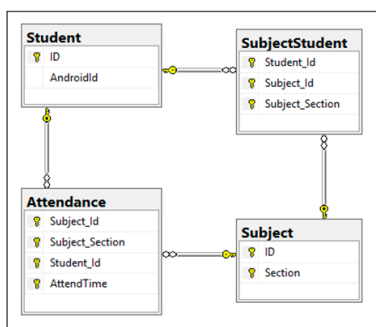 Student
ID
AndroidId
SubjectStudent
Student_Id
Subject_Id
Subject_Section
Attendance
Subject_Id
Subject_Section
Student_Id
AttendTime
Subject
ID
Section